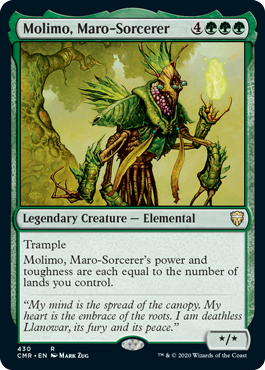 Molimo, Maro-Sorcerer 4
Legendary Creature — Elemental
Trample
Molimo, Maro-Sorcerer's power and
toughness are each equal to the number of
lands you control.
"My mind is the spread of the canopy. My
heart is the embrace of the roots. I am deathless
Llanowar, its fury and its peace."
*/*
430 R
CMR • EN Mark Zug
™ & © 2020 Wizards of the Coast